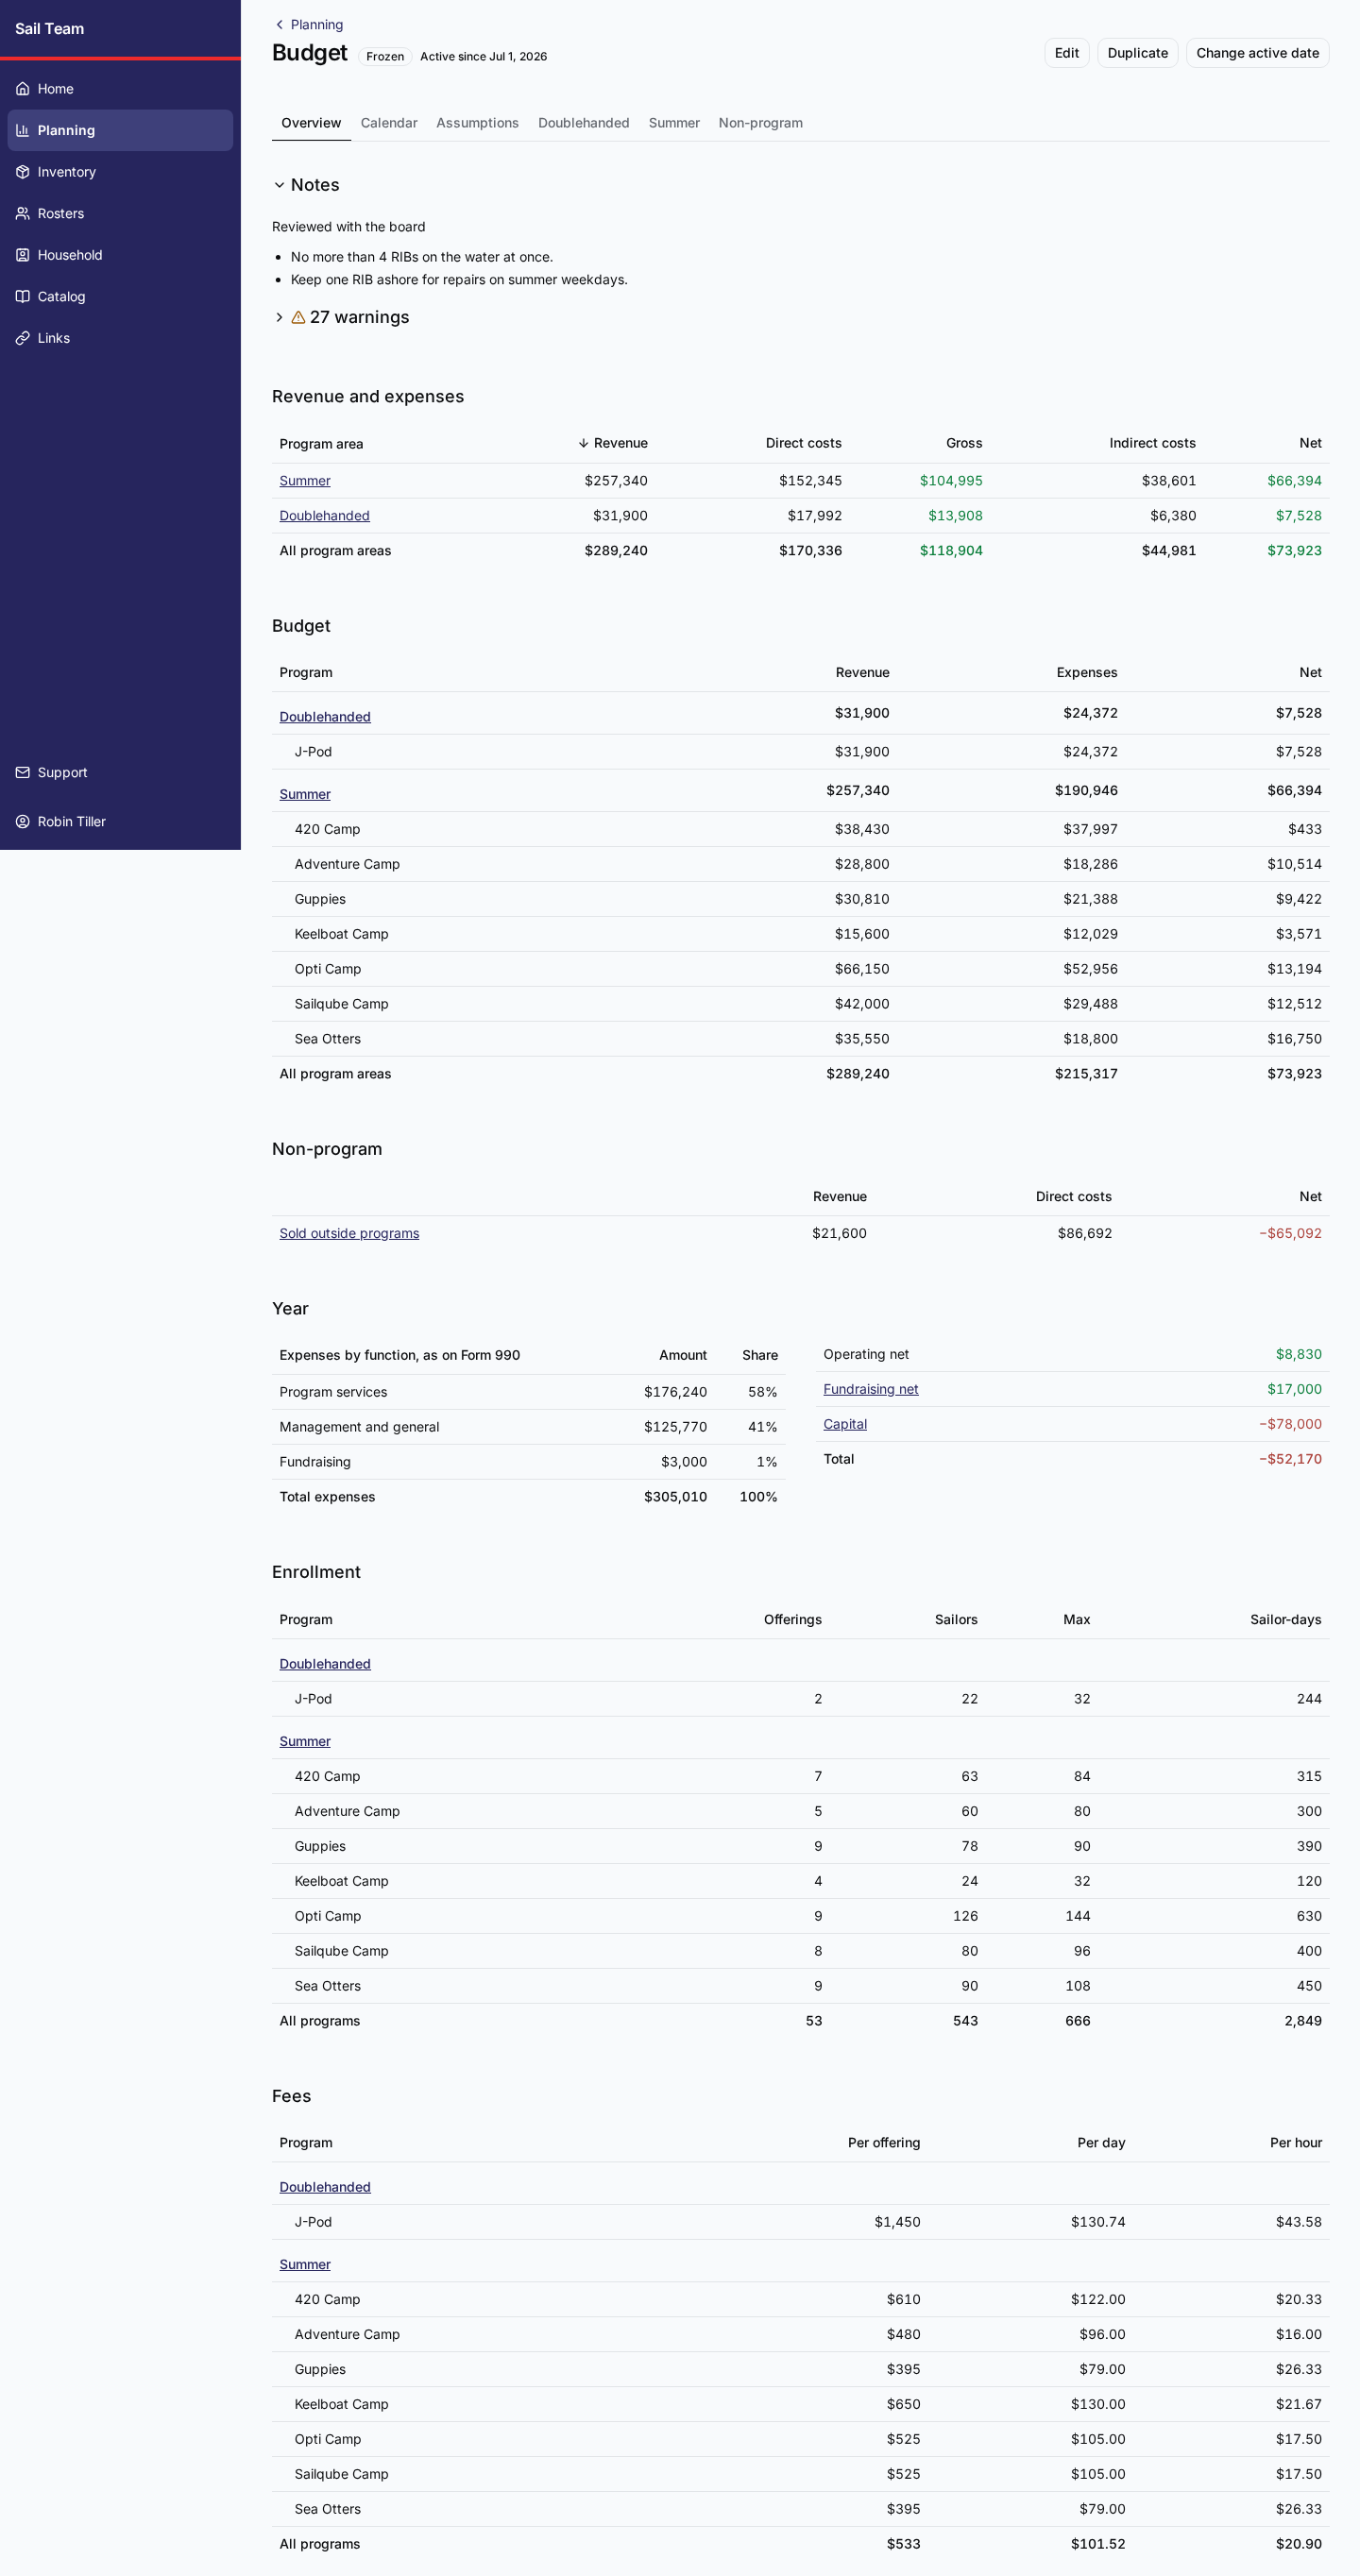 Sail Team
Home
Planning
Inventory
Rosters
Household
Catalog
Links
Support
Robin Tiller
Planning
Budget Frozen Active since Jul 1, 2026
Edit Duplicate Change active date
Overview Calendar Assumptions Doublehanded Summer Non-program
Notes
Reviewed with the board
• No more than 4 RIBs on the water at once.
• Keep one RIB ashore for repairs on summer weekdays.
27 warnings
Revenue and expenses
Program area Revenue Direct costs Gross Indirect costs Net
Summer $257,340 $152,345 $104,995 $38,601 $66,394
Doublehanded $31,900 $17,992 $13,908 $6,380 $7,528
All program areas $289,240 $170,336 $118,904 $44,981 $73,923
Budget
Program Revenue Expenses Net
Doublehanded $31,900 $24,372 $7,528
J-Pod $31,900 $24,372 $7,528
Summer $257,340 $190,946 $66,394
420 Camp $38,430 $37,997 $433
Adventure Camp $28,800 $18,286 $10,514
Guppies $30,810 $21,388 $9,422
Keelboat Camp $15,600 $12,029 $3,571
Opti Camp $66,150 $52,956 $13,194
Sailqube Camp $42,000 $29,488 $12,512
Sea Otters $35,550 $18,800 $16,750
All program areas $289,240 $215,317 $73,923
Non-program
Revenue Direct costs Net
Sold outside programs $21,600 $86,692 −$65,092
Year
Expenses by function, as on Form 990 Amount Share
Program services $176,240 58%
Management and general $125,770 41%
Fundraising $3,000 1%
Total expenses $305,010 100%
Operating net $8,830
Fundraising net $17,000
Capital −$78,000
Total −$52,170
Enrollment
Program Offerings Sailors Max Sailor-days
Doublehanded
J-Pod 2 22 32 244
Summer
420 Camp 7 63 84 315
Adventure Camp 5 60 80 300
Guppies 9 78 90 390
Keelboat Camp 4 24 32 120
Opti Camp 9 126 144 630
Sailqube Camp 8 80 96 400
Sea Otters 9 90 108 450
All programs 53 543 666 2,849
Fees
Program Per offering Per day Per hour
Doublehanded
J-Pod $1,450 $130.74 $43.58
Summer
420 Camp $610 $122.00 $20.33
Adventure Camp $480 $96.00 $16.00
Guppies $395 $79.00 $26.33
Keelboat Camp $650 $130.00 $21.67
Opti Camp $525 $105.00 $17.50
Sailqube Camp $525 $105.00 $17.50
Sea Otters $395 $79.00 $26.33
All programs $533 $101.52 $20.90